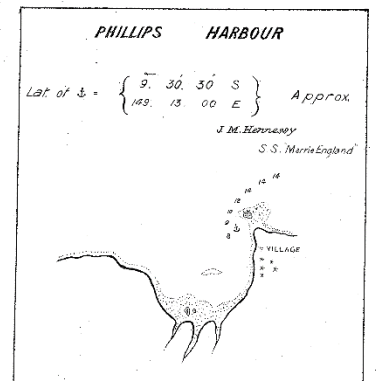 PHILLIPS HARBOUR
Lat. of ⚓ = { 9. 30. 30 S
149. 13. 00 E } Approx.
J. M. Hennessy
S.S. "Merrie England"
14
14
14
12
10
9
8
VILLAGE